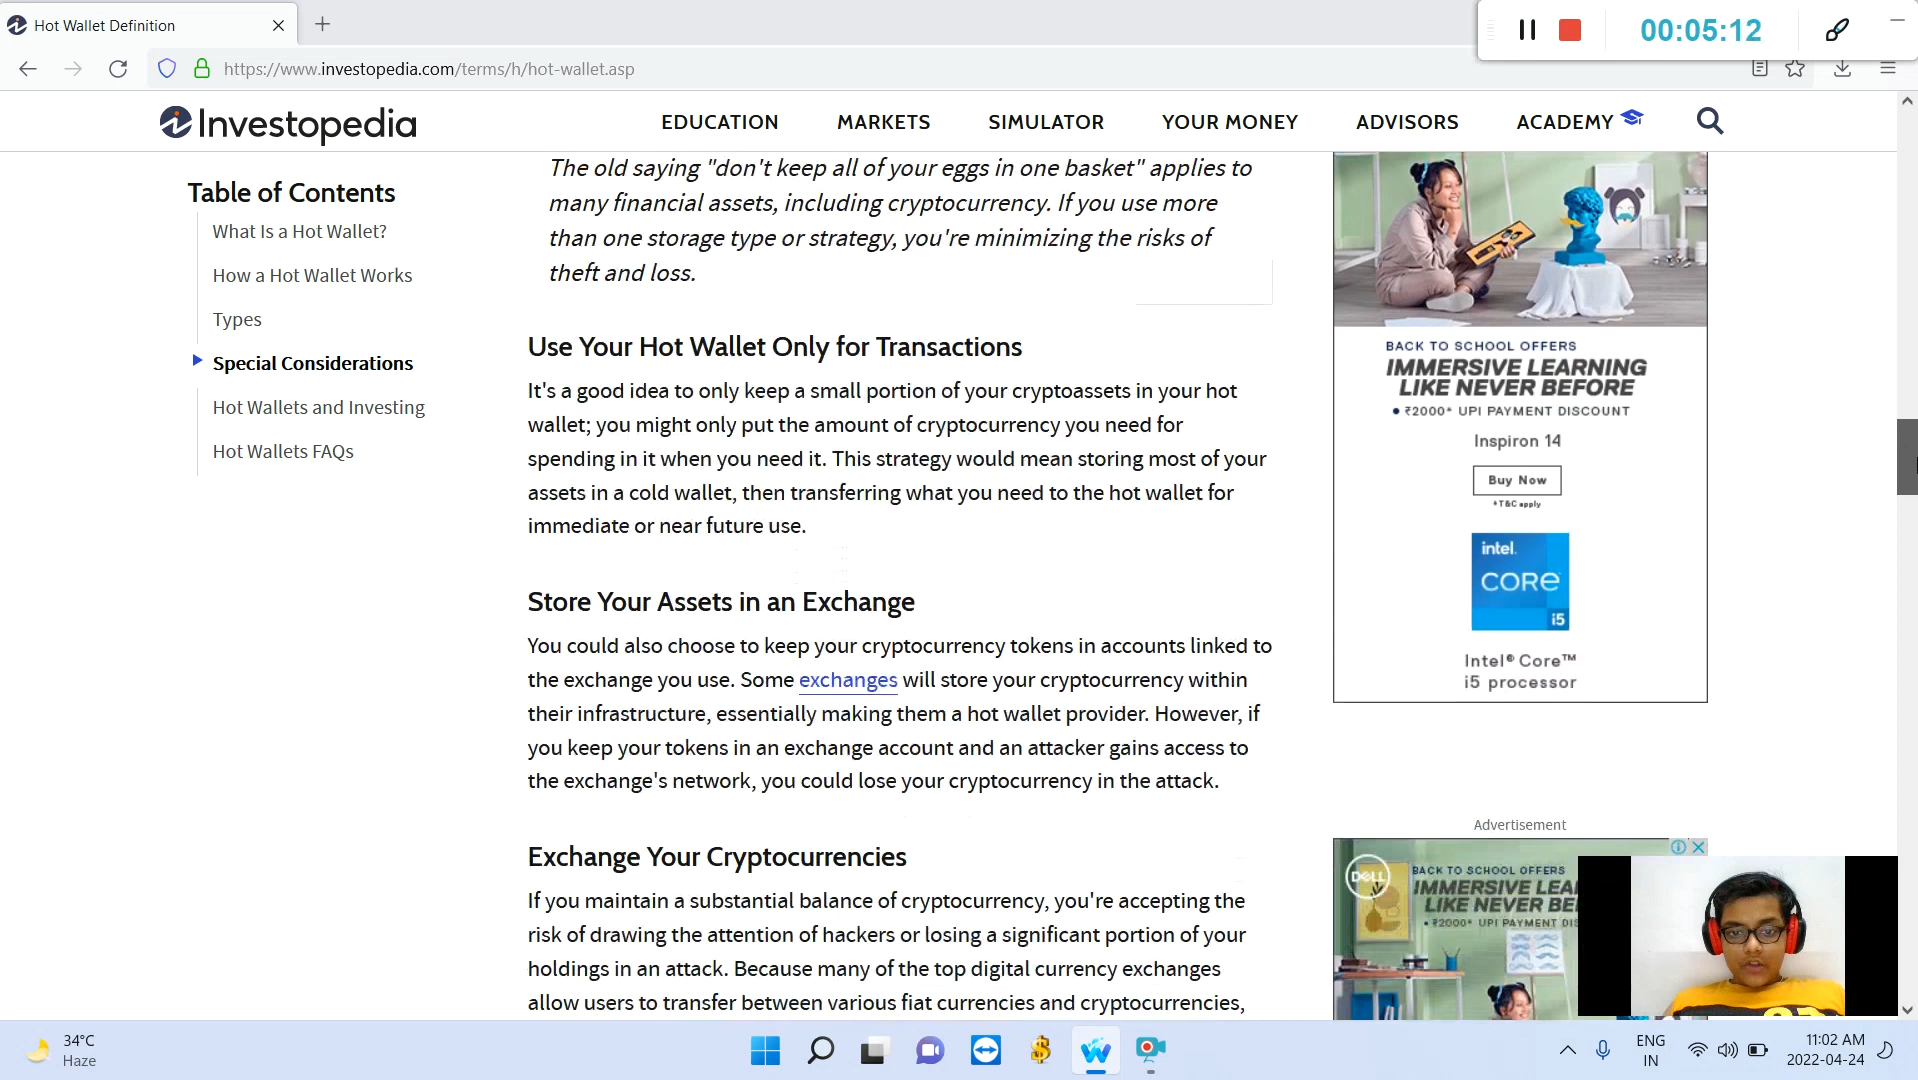 Hot Wallet Definition
00:05:12
https://www.investopedia.com/terms/h/hot-wallet.asp
Investopedia
EDUCATION
MARKETS
SIMULATOR
YOUR MONEY
ADVISORS
ACADEMY
Table of Contents
What Is a Hot Wallet?
How a Hot Wallet Works
Types
Special Considerations
Hot Wallets and Investing
Hot Wallets FAQs
The old saying "don't keep all of your eggs in one basket" applies to
many financial assets, including cryptocurrency. If you use more
than one storage type or strategy, you're minimizing the risks of
theft and loss.
Use Your Hot Wallet Only for Transactions
It's a good idea to only keep a small portion of your cryptoassets in your hot
wallet; you might only put the amount of cryptocurrency you need for
spending in it when you need it. This strategy would mean storing most of your
assets in a cold wallet, then transferring what you need to the hot wallet for
immediate or near future use.
Store Your Assets in an Exchange
You could also choose to keep your cryptocurrency tokens in accounts linked to
the exchange you use. Some exchanges will store your cryptocurrency within
their infrastructure, essentially making them a hot wallet provider. However, if
you keep your tokens in an exchange account and an attacker gains access to
the exchange's network, you could lose your cryptocurrency in the attack.
Exchange Your Cryptocurrencies
If you maintain a substantial balance of cryptocurrency, you're accepting the
risk of drawing the attention of hackers or losing a significant portion of your
holdings in an attack. Because many of the top digital currency exchanges
allow users to transfer between various fiat currencies and cryptocurrencies,
BACK TO SCHOOL OFFERS
IMMERSIVE LEARNING
LIKE NEVER BEFORE
• ₹2000* UPI PAYMENT DISCOUNT
Inspiron 14
Buy Now
*T&C apply
intel.
CORE
i5
Intel® Core™
i5 processor
Advertisement
DELL
BACK TO SCHOOL OFFERS
IMMERSIVE LEA
LIKE NEVER BE
• ₹2000* UPI PAYMENT DIS
34°C
Haze
ENG
IN
11:02 AM
2022-04-24